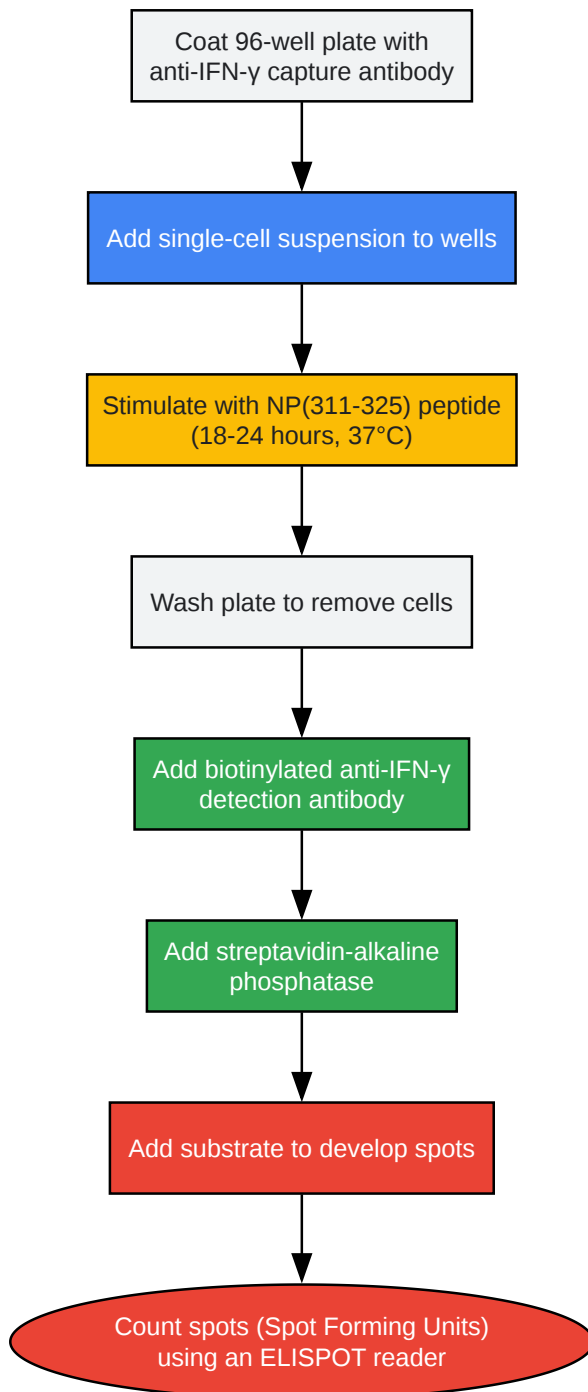 Coat 96-well plate with
anti-IFN-γ capture antibody
Add single-cell suspension to wells
Stimulate with NP(311-325) peptide
(18-24 hours, 37°C)
Wash plate to remove cells
Add biotinylated anti-IFN-γ
detection antibody
Add streptavidin-alkaline
phosphatase
Add substrate to develop spots
Count spots (Spot Forming Units)
using an ELISPOT reader